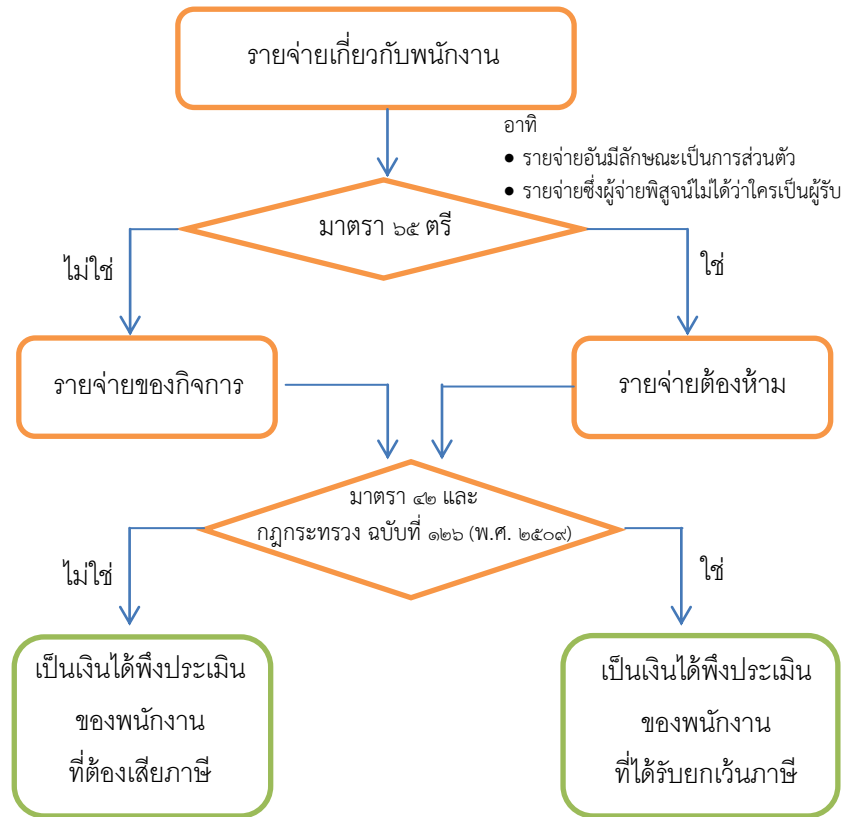 รายจ่ายเกี่ยวกับพนักงาน
อาทิ
• รายจ่ายอันมีลักษณะเป็นการส่วนตัว
• รายจ่ายซึ่งผู้จ่ายพิสูจน์ไม่ได้ว่าใครเป็นผู้รับ
มาตรา ๖๕ ตรี
ไม่ใช่
ใช่
รายจ่ายของกิจการ
รายจ่ายต้องห้าม
มาตรา ๔๒ และ
กฎกระทรวง ฉบับที่ ๑๒๖ (พ.ศ. ๒๕๐๙)
ไม่ใช่
ใช่
เป็นเงินได้พึงประเมิน
ของพนักงาน
ที่ต้องเสียภาษี
เป็นเงินได้พึงประเมิน
ของพนักงาน
ที่ได้รับยกเว้นภาษี